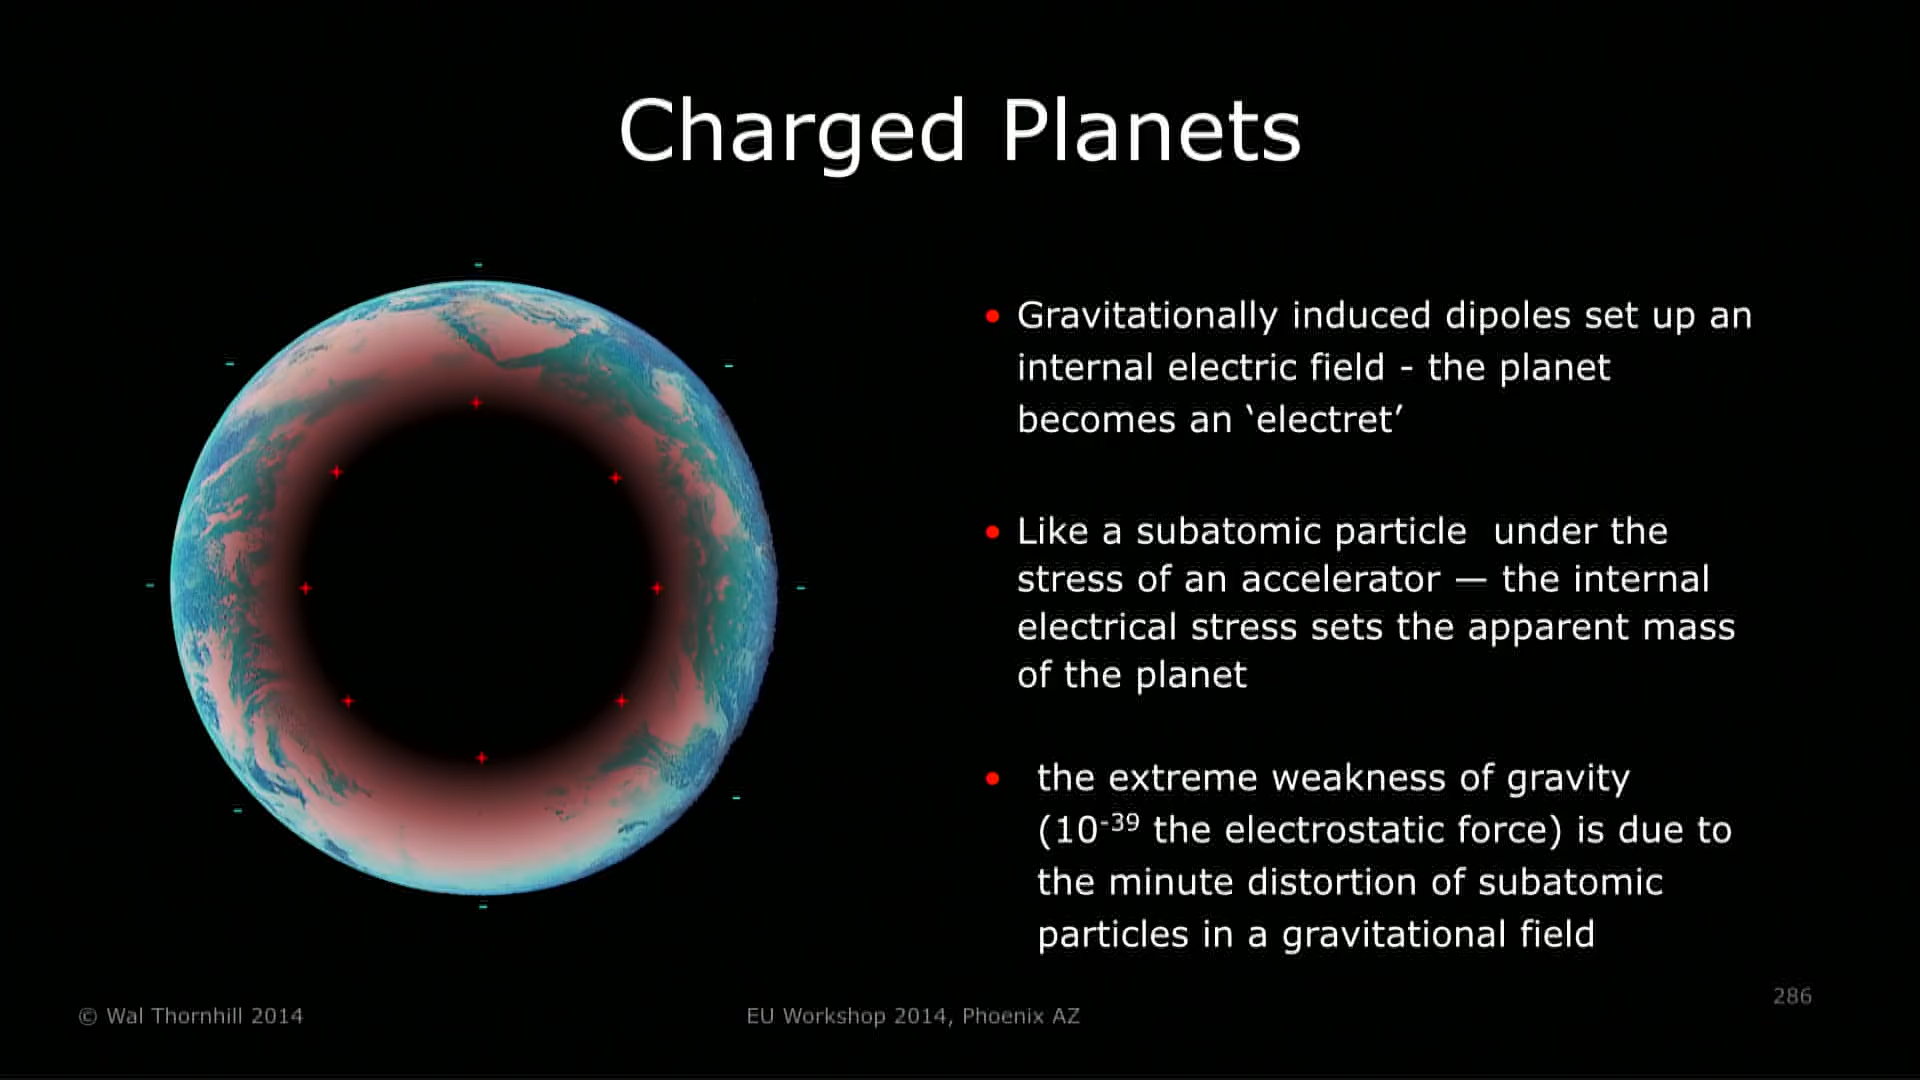 Charged Planets
• Gravitationally induced dipoles set up an
internal electric field - the planet
becomes an ‘electret’
• Like a subatomic particle  under the
stress of an accelerator — the internal
electrical stress sets the apparent mass
of the planet
• the extreme weakness of gravity
(10⁻³⁹ the electrostatic force) is due to
the minute distortion of subatomic
particles in a gravitational field
286
© Wal Thornhill 2014
EU Workshop 2014, Phoenix AZ